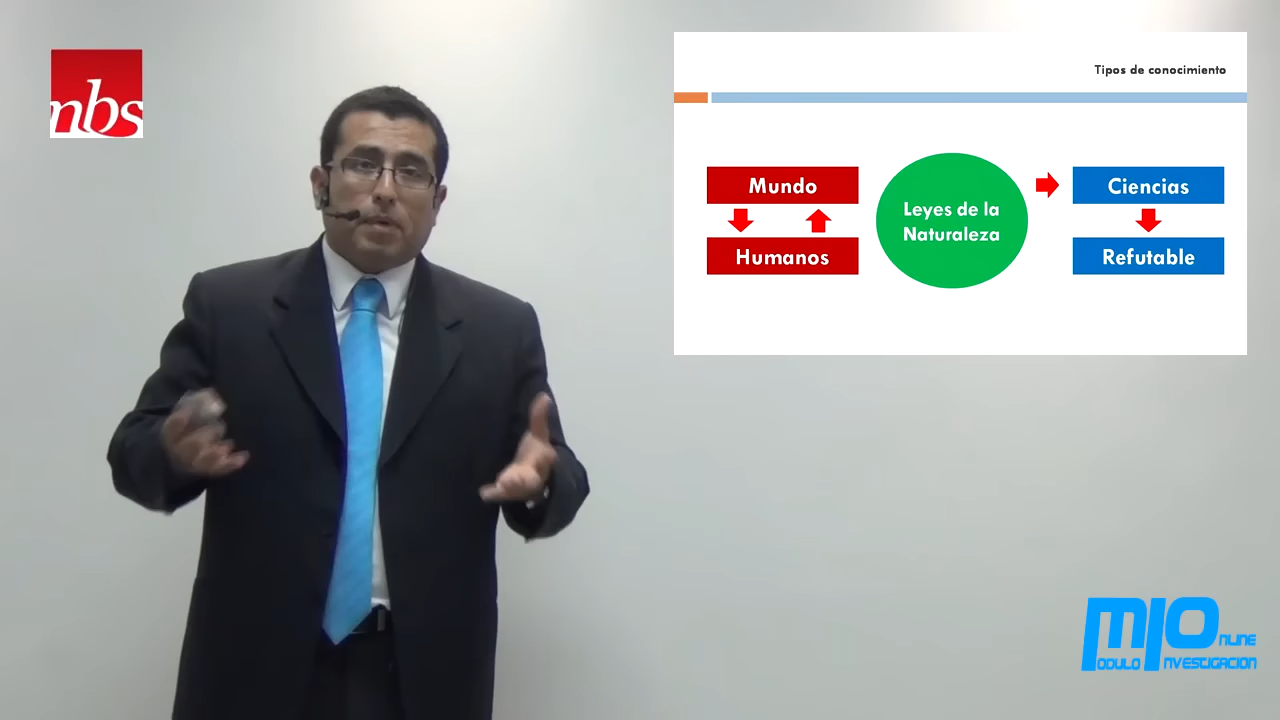 nbs
Tipos de conocimiento
Mundo
Humanos
Leyes de la
Naturaleza
Ciencias
Refutable
MIO
NLINE
ODULO NVESTIGACION